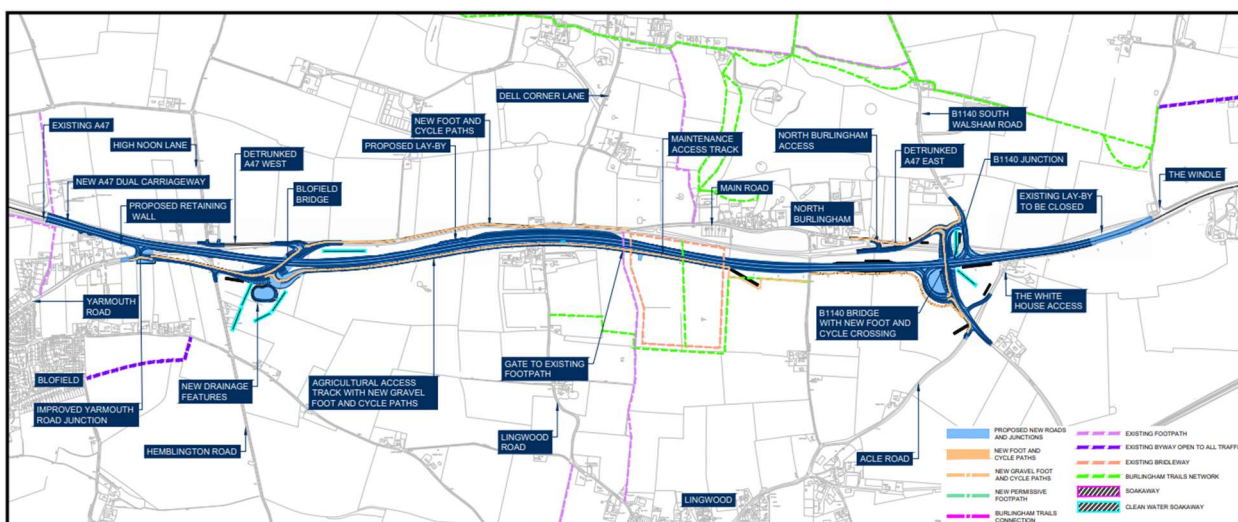 DELL CORNER LANE
EXISTING A47
HIGH NOON LANE
NEW FOOT AND
CYCLE PATHS
PROPOSED LAY-BY
MAINTENANCE
ACCESS TRACK
NORTH BURLINGHAM
ACCESS
B1140 SOUTH
WALSHAM ROAD
DETRUNKED
A47 EAST
B1140 JUNCTION
DETRUNKED
A47 WEST
NEW A47 DUAL CARRIAGEWAY
BLOFIELD
BRIDGE
MAIN ROAD
EXISTING LAY-BY
TO BE CLOSED
THE WINDLE
PROPOSED RETAINING
WALL
NORTH
BURLINGHAM
YARMOUTH
ROAD
B1140 BRIDGE
WITH NEW FOOT AND
CYCLE CROSSING
THE WHITE
HOUSE ACCESS
BLOFIELD
NEW DRAINAGE
FEATURES
AGRICULTURAL ACCESS
TRACK WITH NEW GRAVEL
FOOT AND CYCLE PATHS
GATE TO EXISTING
FOOTPATH
IMPROVED YARMOUTH
ROAD JUNCTION
HEMBLINGTON ROAD
LINGWOOD
ROAD
ACLE ROAD
LINGWOOD
PROPOSED NEW ROADS
AND JUNCTIONS
NEW FOOT AND
CYCLE PATHS
NEW GRAVEL FOOT
AND CYCLE PATHS
NEW PERMISSIVE
FOOTPATH
BURLINGHAM TRAILS
CONNECTION
EXISTING FOOTPATH
EXISTING BYWAY OPEN TO ALL TRAFFI
EXISTING BRIDLEWAY
BURLINGHAM TRAILS NETWORK
SOAKAWAY
CLEAN WATER SOAKAWAY